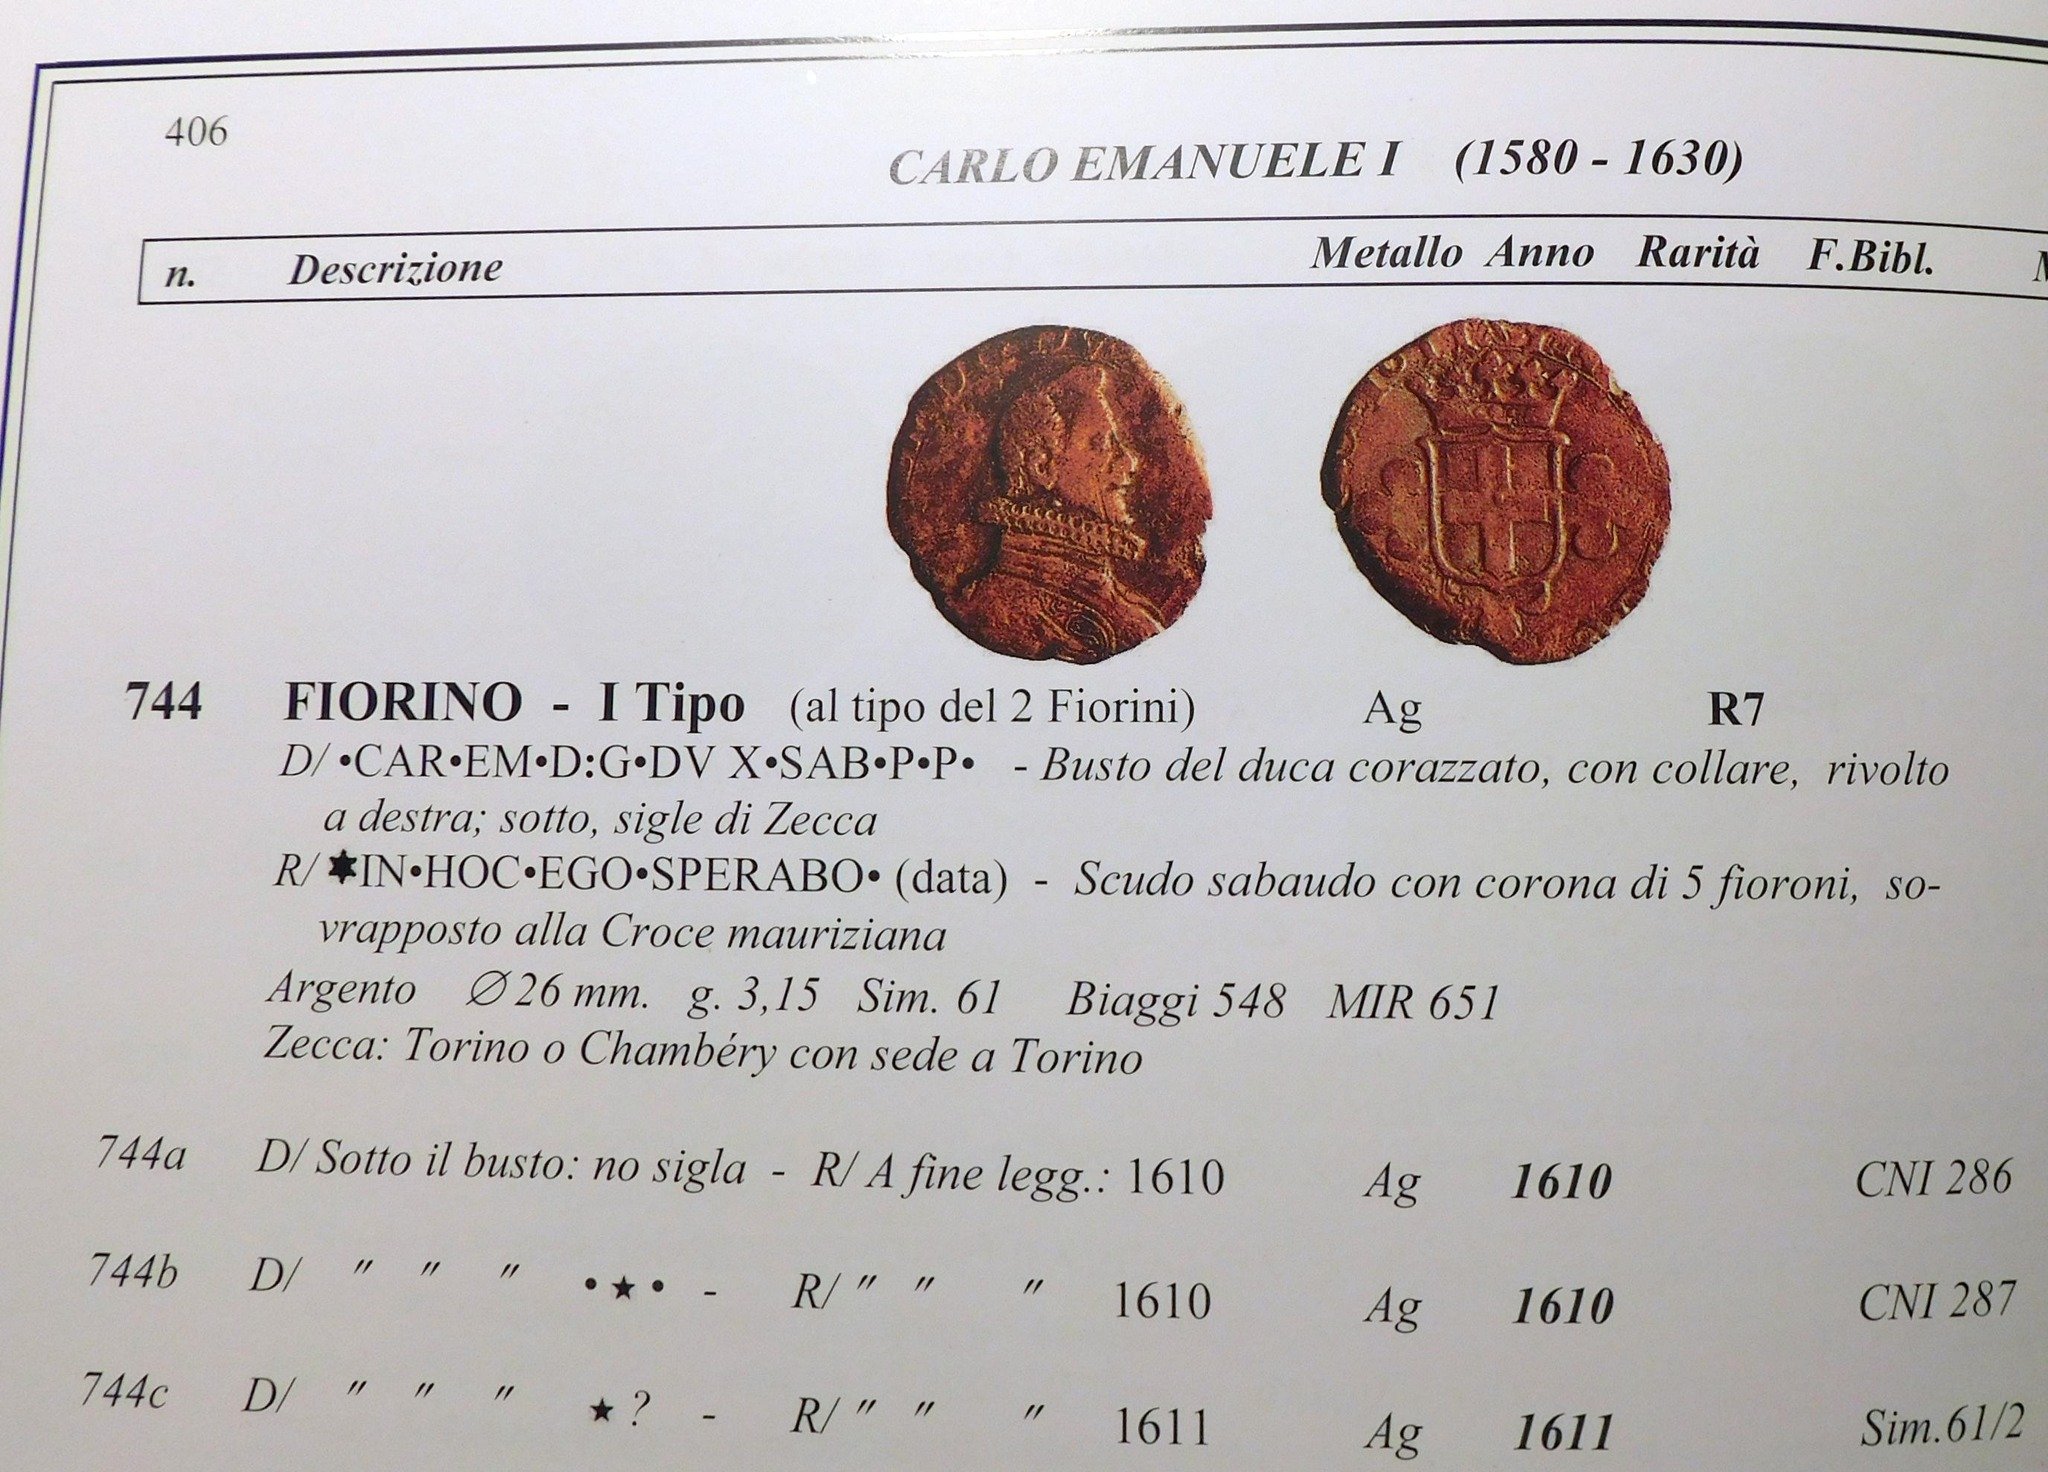 406
CARLO EMANUELE I (1580 - 1630)
n. Descrizione Metallo Anno Rarità F.Bibl.
744 FIORINO - I Tipo (al tipo del 2 Fiorini) Ag R7
D/ •CAR•EM•D:G•DV X•SAB•P•P• - Busto del duca corazzato, con collare, rivolto
a destra; sotto, sigle di Zecca
R/ ✶IN•HOC•EGO•SPERABO• (data) - Scudo sabaudo con corona di 5 fioroni, so-
vrapposto alla Croce mauriziana
Argento ∅ 26 mm. g. 3,15 Sim. 61 Biaggi 548 MIR 651
Zecca: Torino o Chambéry con sede a Torino
744a D/ Sotto il busto: no sigla - R/ A fine legg.: 1610 Ag 1610 CNI 286
744b D/ " " " •★• - R/ " " " 1610 Ag 1610 CNI 287
744c D/ " " " ★ ? - R/ " " " 1611 Ag 1611 Sim.61/2